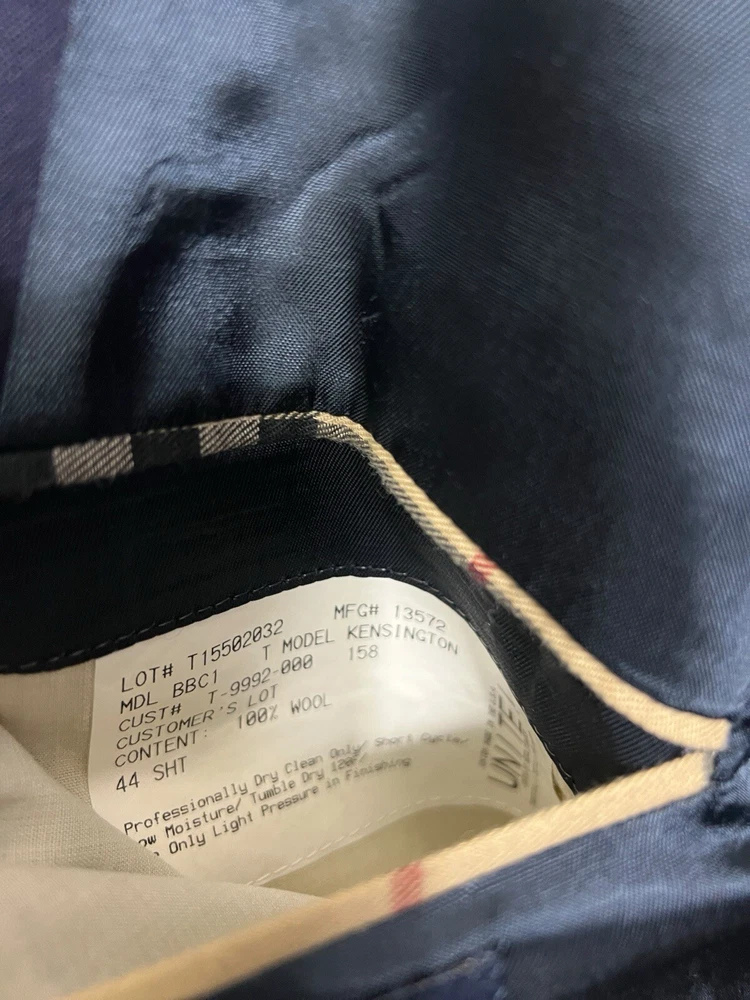 LOT# T15502032 MFG# 13572
MDL BBC1 T MODEL KENSINGTON
CUST# T-9992-000 158
CUSTOMER'S LOT
CONTENT: 100% WOOL
44 SHT
Professionally Dry Clean Only/ Short Cycle/
Low Moisture/ Tumble Dry 120F
Only Light Pressure in Finishing